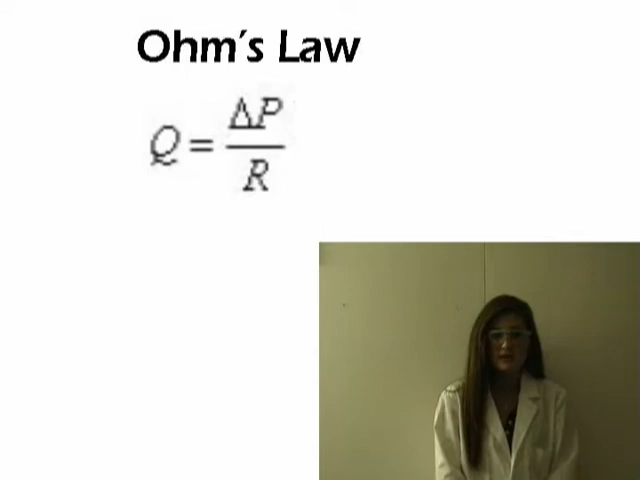 Ohm's Law
Q = ΔP / R